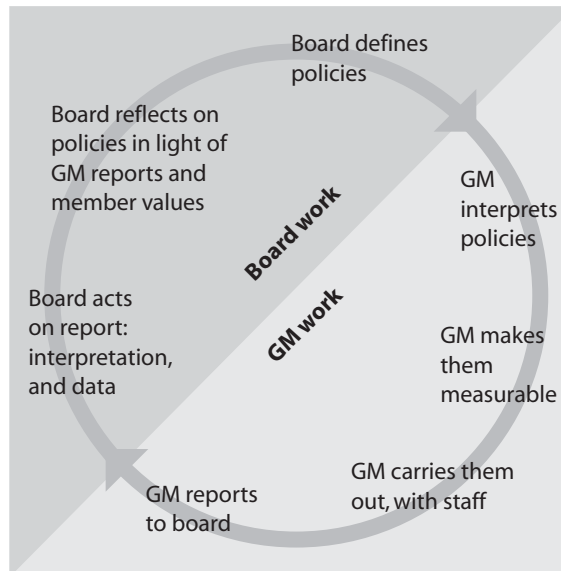 Board defines
policies
GM
interprets
policies
GM makes
them
measurable
GM carries them
out, with staff
GM reports
to board
Board acts
on report:
interpretation,
and data
Board reflects on
policies in light of
GM reports and
member values
Board work
GM work